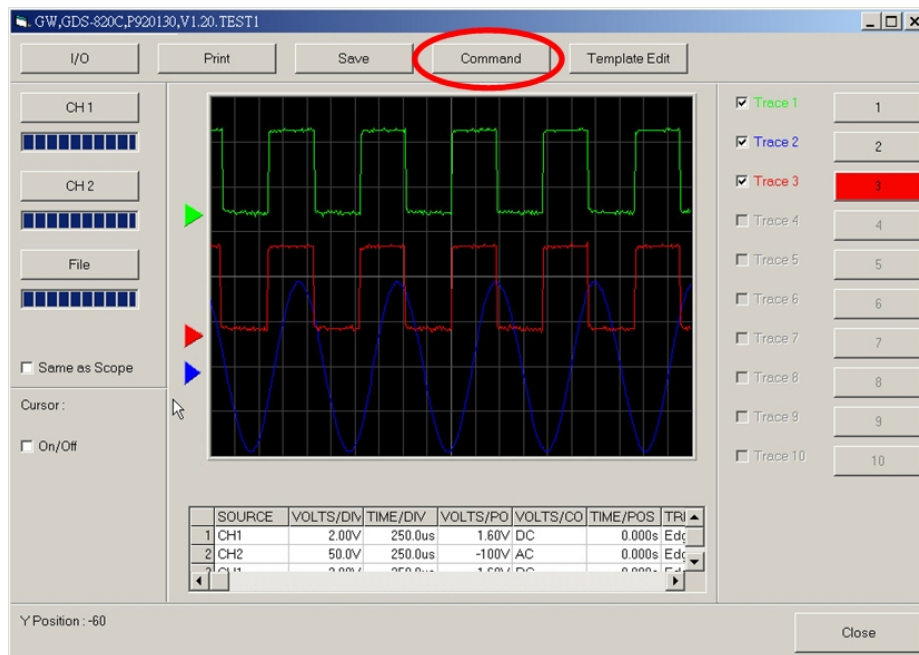 GW,GDS-820C,P920130,V1.20.TEST1
I/O Print Save Command Template Edit
CH 1
CH 2
File
Same as Scope
Cursor :
On/Off
Trace 1 1
Trace 2 2
Trace 3 3
Trace 4 4
Trace 5 5
Trace 6 6
Trace 7 7
Trace 8 8
Trace 9 9
Trace 10 10
SOURCE VOLTS/DIV TIME/DIV VOLTS/PO VOLTS/CO TIME/POS TRI
1 CH1 2.00V 250.0us 1.60V DC 0.000s Edg
2 CH2 50.0V 250.0us -100V AC 0.000s Edg
Y Position : -60
Close